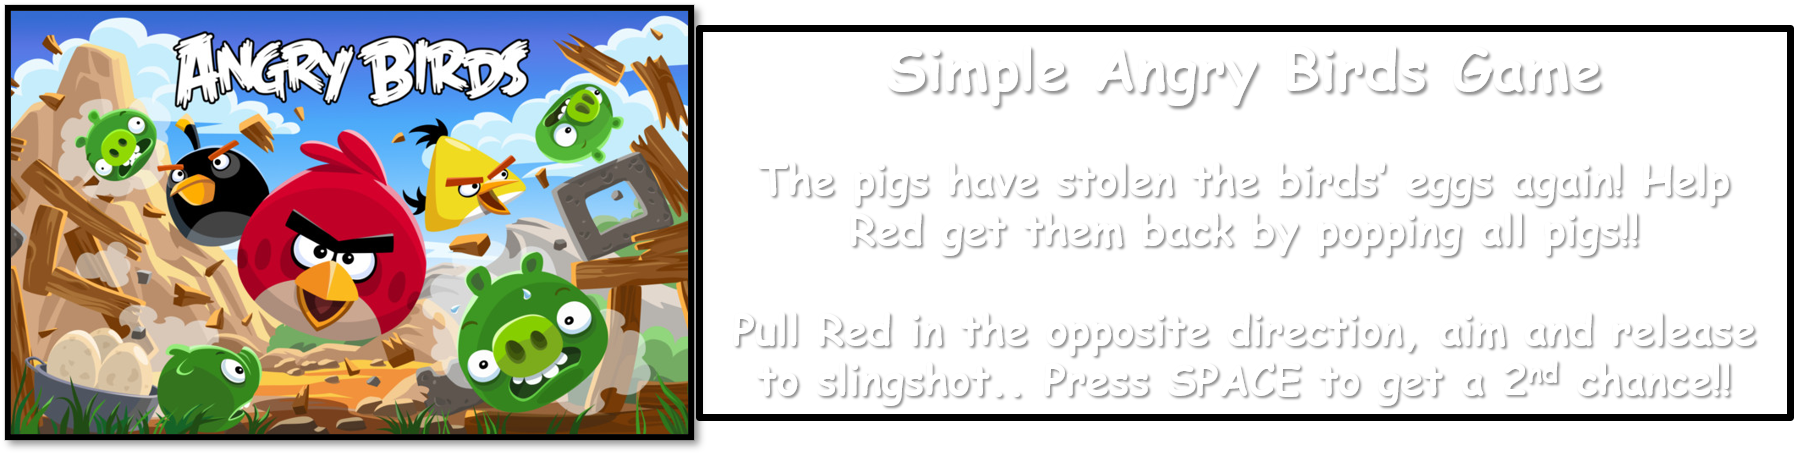 ANGRY BIRDS
Simple Angry Birds Game
The pigs have stolen the birds’ eggs again! Help
Red get them back by popping all pigs!!
Pull Red in the opposite direction, aim and release
to slingshot.. Press SPACE to get a 2nd chance!!